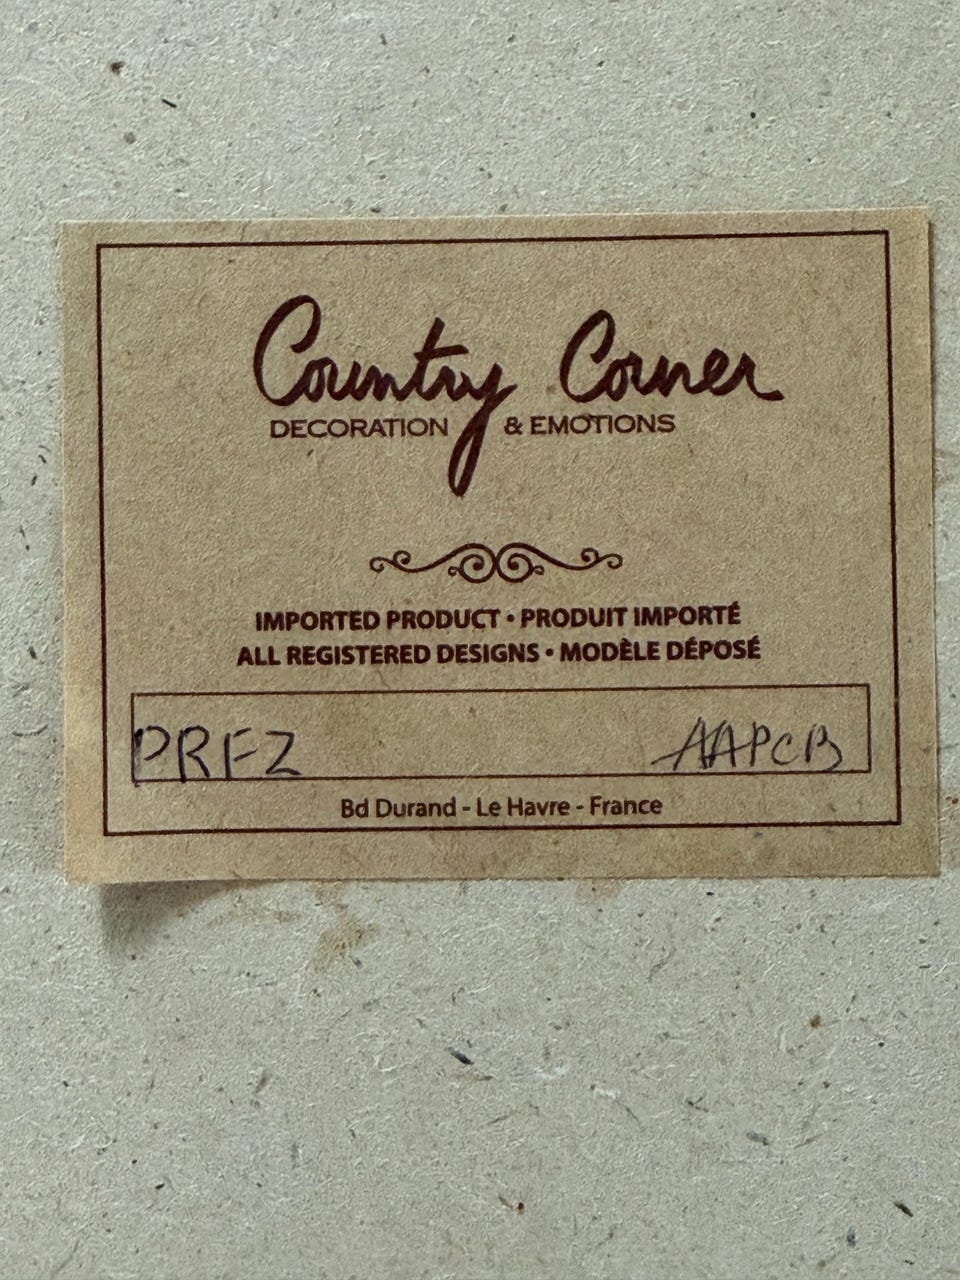 Country Corner
DECORATION & EMOTIONS
IMPORTED PRODUCT • PRODUIT IMPORTÉ
ALL REGISTERED DESIGNS • MODÈLE DÉPOSÉ
PRFZ AAPCB
Bd Durand - Le Havre - France